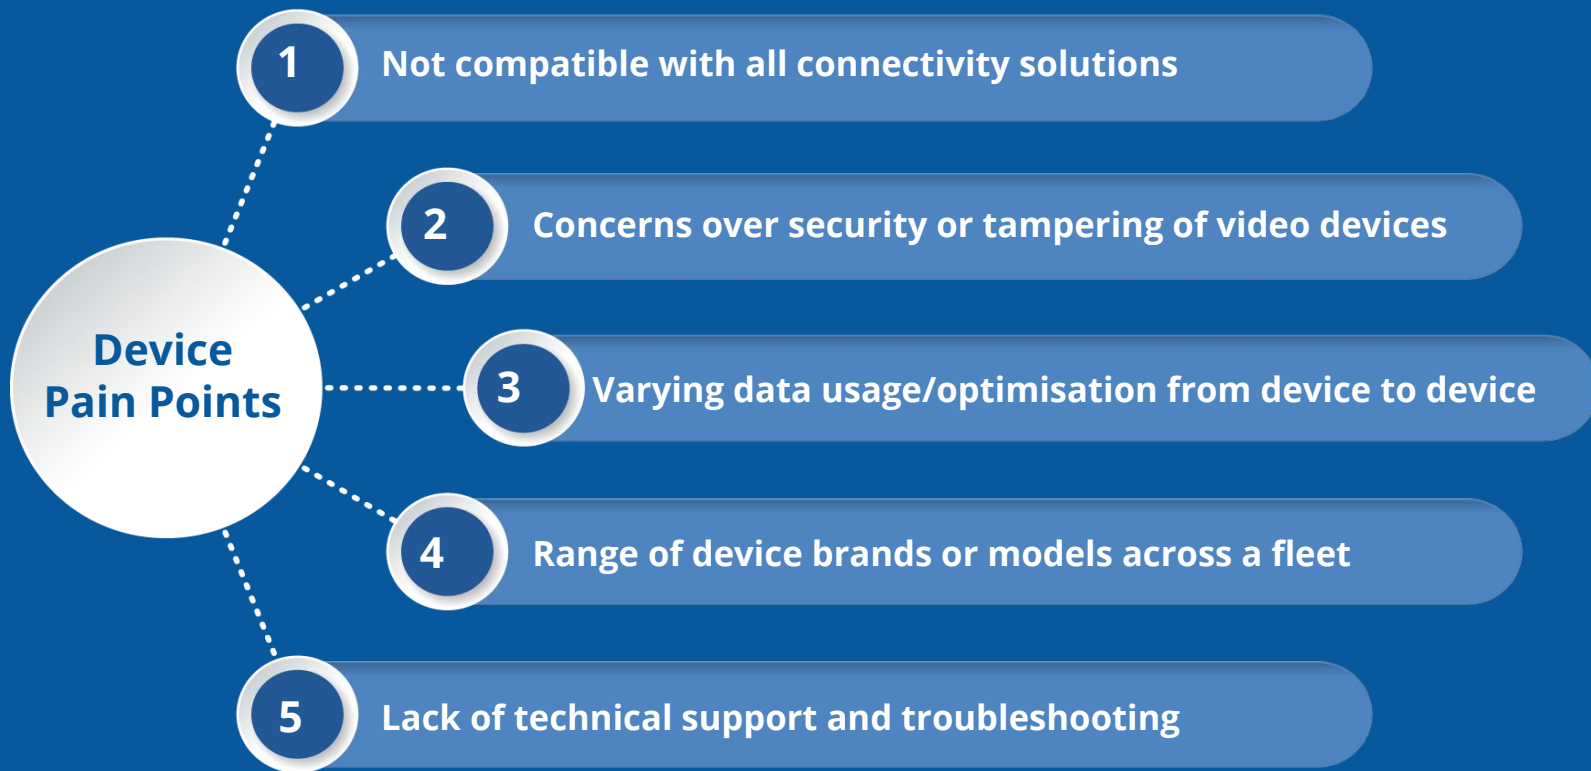 1
Not compatible with all connectivity solutions
2
Concerns over security or tampering of video devices
Device
Pain Points
3
Varying data usage/optimisation from device to device
4
Range of device brands or models across a fleet
5
Lack of technical support and troubleshooting